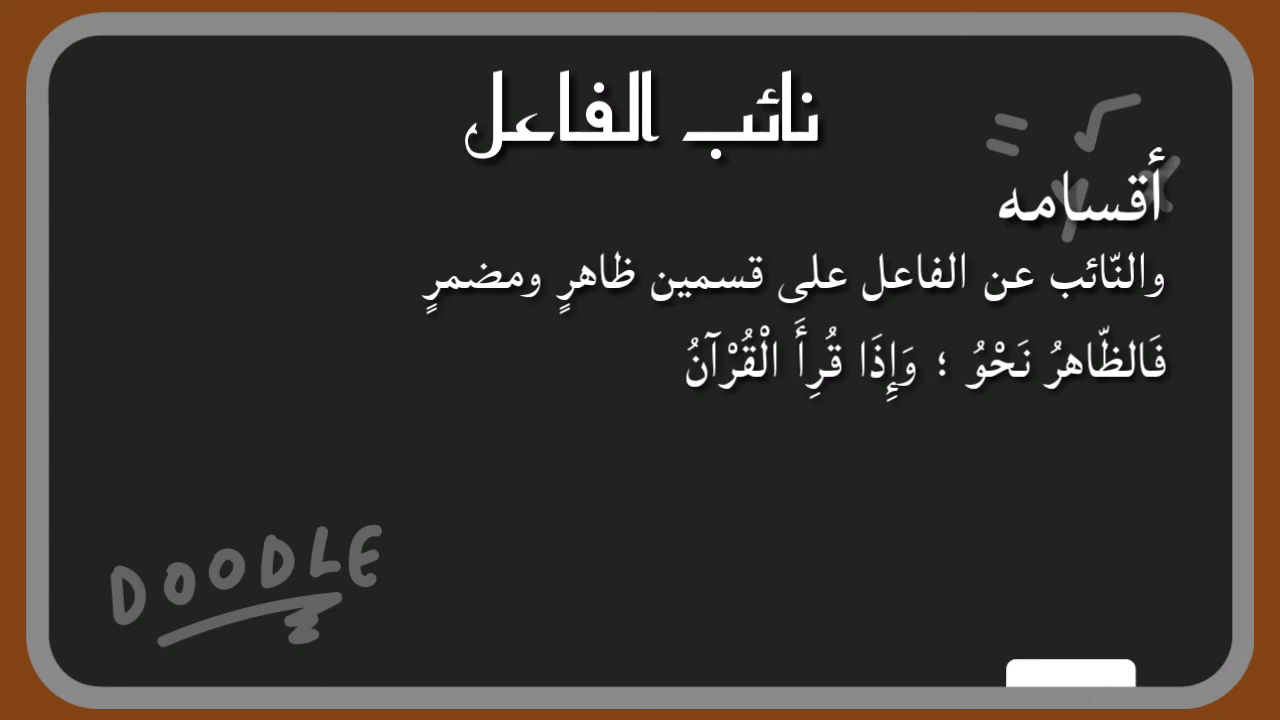 نائب الفاعل
= √
x y
أقسامه
والنّائب عن الفاعل على قسمين ظاهرٍ ومضمرٍ
فَالظّاهرُ نَحْوُ ؛ وَإِذَا قُرِأَ الْقُرْآنُ
DOODLE